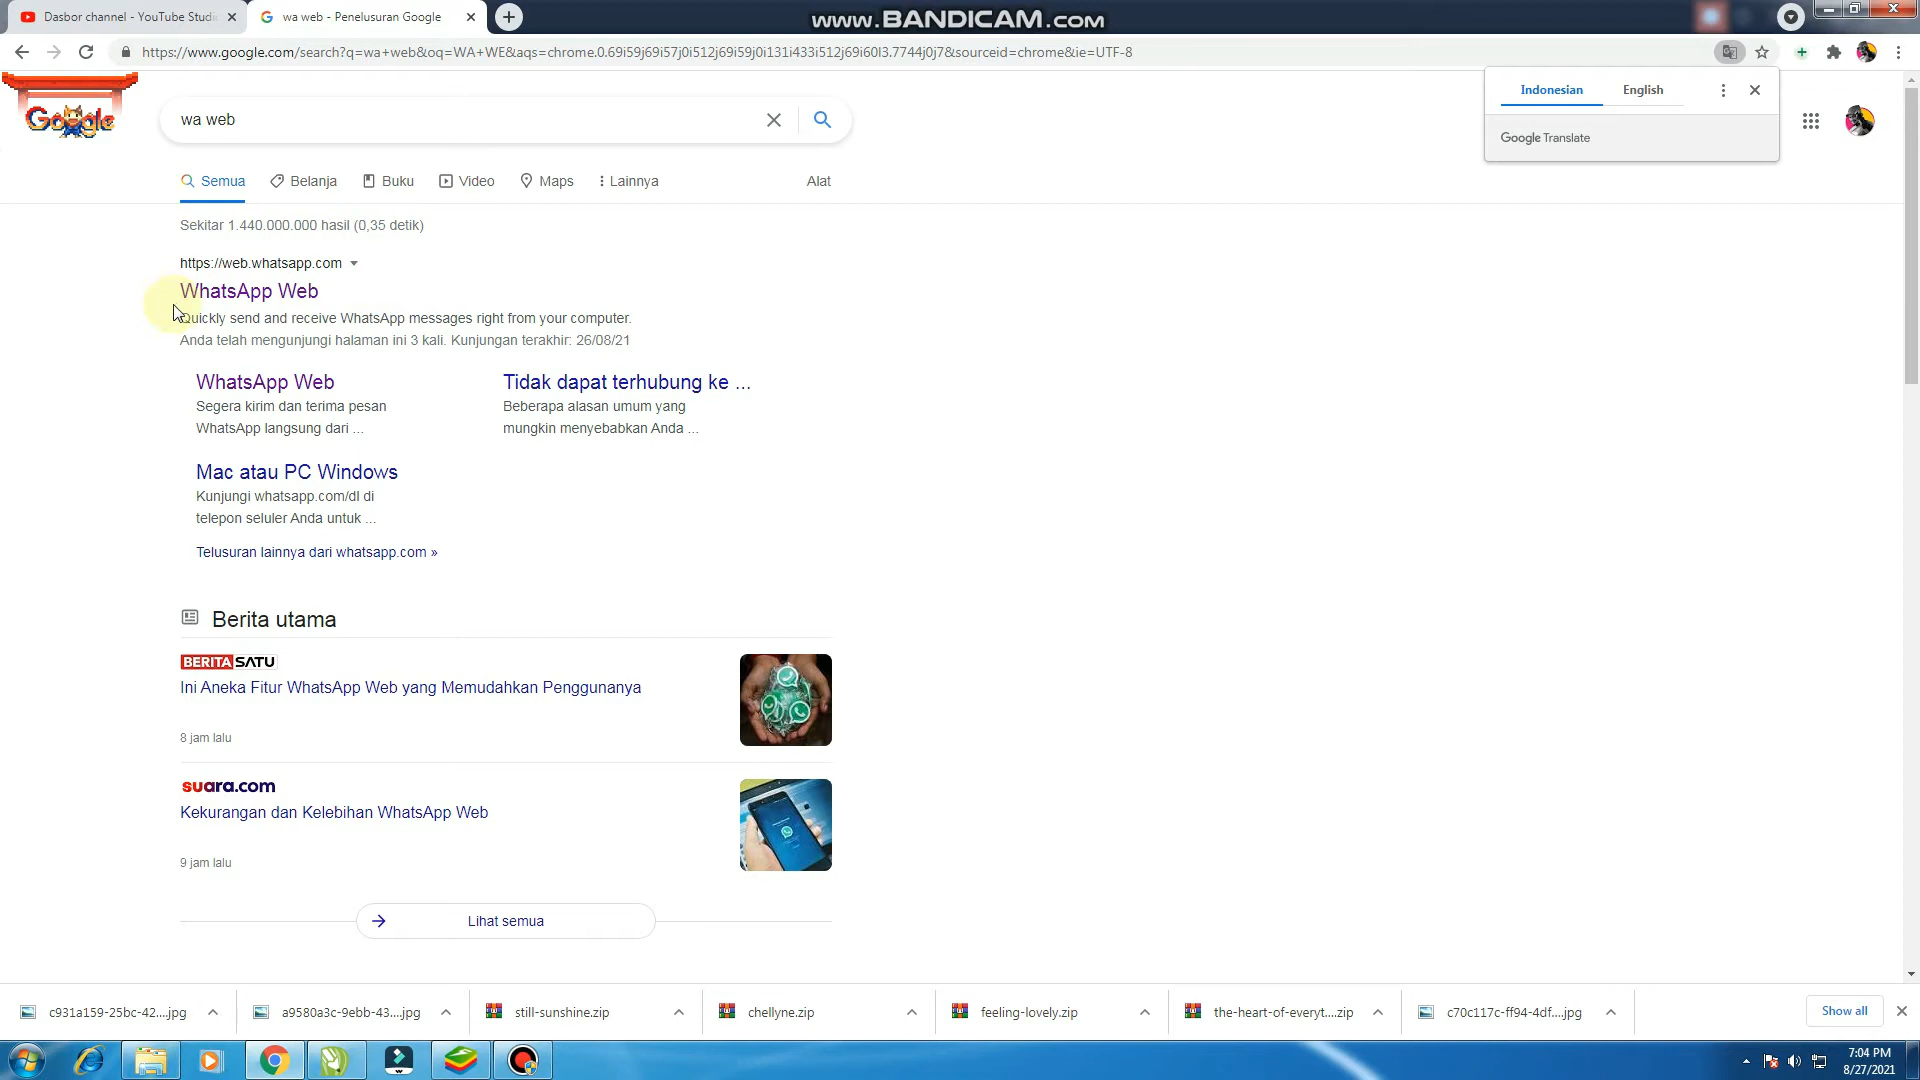 Dasbor channel - YouTube Studi
wa web - Penelusuran Google
www.BANDICAM.com
https://www.google.com/search?q=wa+web&oq=WA+WE&aqs=chrome.0.69i59j69i57j0i512j69i59j0i131i433i512j69i60l3.7744j0j7&sourceid=chrome&ie=UTF-8
Google
wa web
Indonesian
English
Google Translate
Semua
Belanja
Buku
Video
Maps
Lainnya
Alat
Sekitar 1.440.000.000 hasil (0,35 detik)
https://web.whatsapp.com
WhatsApp Web
Quickly send and receive WhatsApp messages right from your computer.
Anda telah mengunjungi halaman ini 3 kali. Kunjungan terakhir: 26/08/21
WhatsApp Web
Segera kirim dan terima pesan
WhatsApp langsung dari ...
Tidak dapat terhubung ke ...
Beberapa alasan umum yang
mungkin menyebabkan Anda ...
Mac atau PC Windows
Kunjungi whatsapp.com/dl di
telepon seluler Anda untuk ...
Telusuran lainnya dari whatsapp.com »
Berita utama
BERITA SATU
Ini Aneka Fitur WhatsApp Web yang Memudahkan Penggunanya
8 jam lalu
suara.com
Kekurangan dan Kelebihan WhatsApp Web
9 jam lalu
Lihat semua
c931a159-25bc-42....jpg
a9580a3c-9ebb-43....jpg
still-sunshine.zip
chellyne.zip
feeling-lovely.zip
the-heart-of-everyt....zip
c70c117c-ff94-4df....jpg
Show all
7:04 PM
8/27/2021